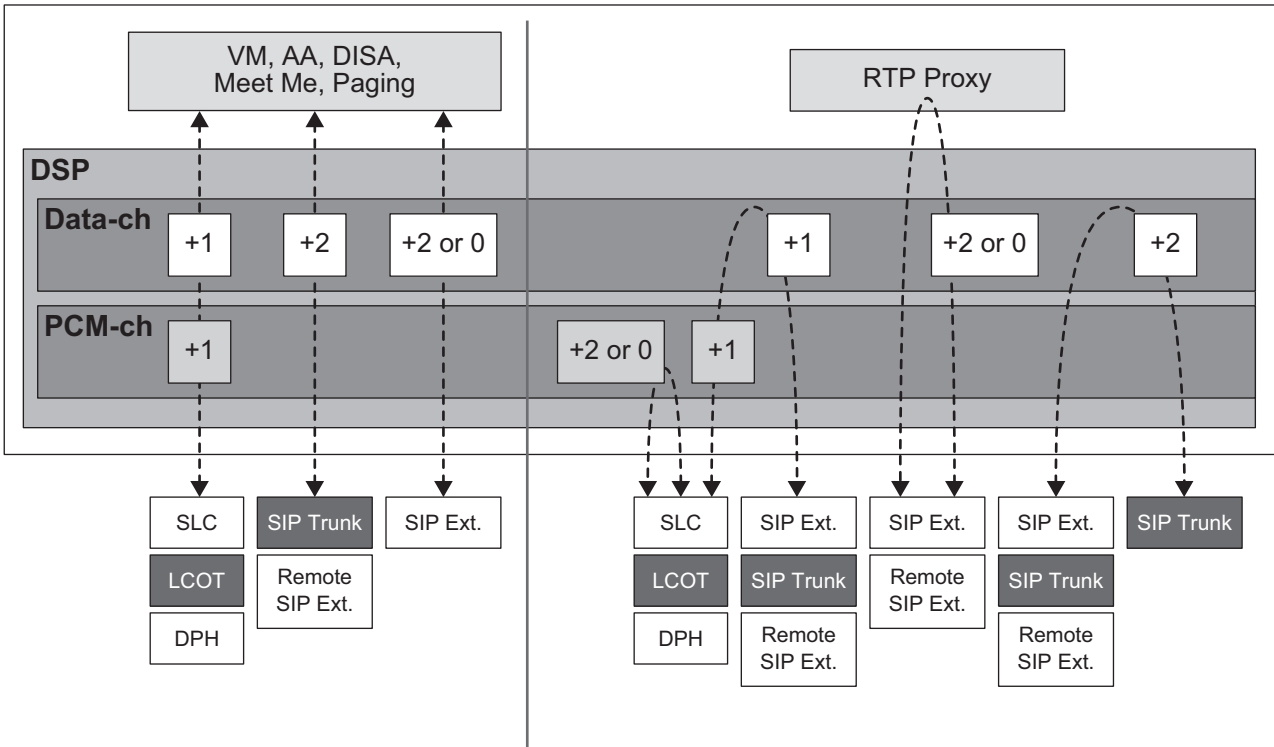 VM, AA, DISA,
Meet Me, Paging
RTP Proxy
DSP
Data-ch
+1
+2
+2 or 0
+1
+2 or 0
+2
PCM-ch
+1
+2 or 0
+1
SLC
SIP Trunk
SIP Ext.
SLC
SIP Ext.
SIP Ext.
SIP Ext.
SIP Trunk
LCOT
Remote
SIP Ext.
LCOT
SIP Trunk
Remote
SIP Ext.
SIP Trunk
DPH
DPH
Remote
SIP Ext.
Remote
SIP Ext.